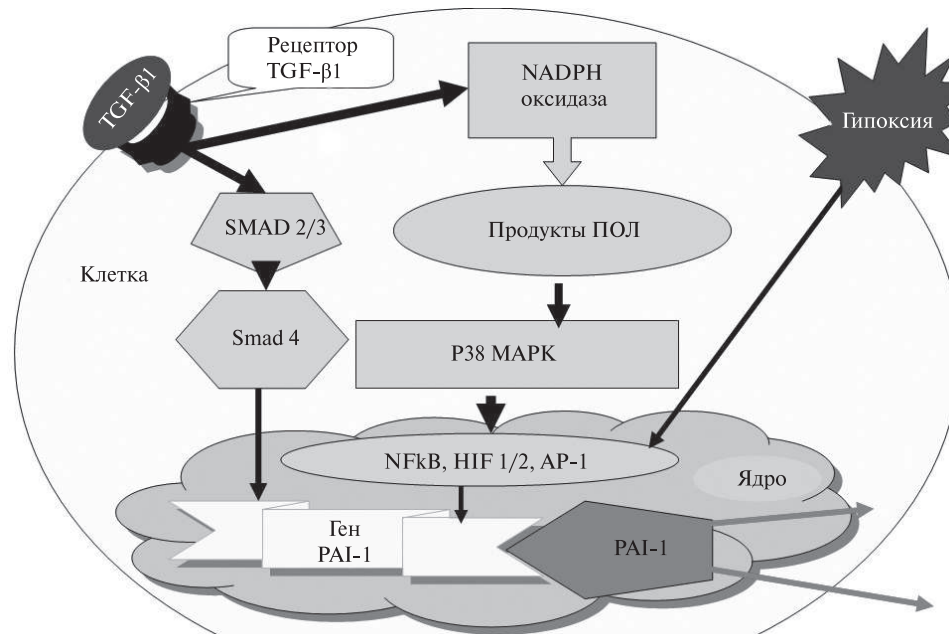 Рецептор
TGF-β1
TGF-β1
NADPH
оксидаза
Гипоксия
SMAD 2/3
Продукты ПОЛ
Клетка
Smad 4
P38 МАРК
NFkB, HIF 1/2, AP-1
Ядро
Ген
PAI-1
PAI-1